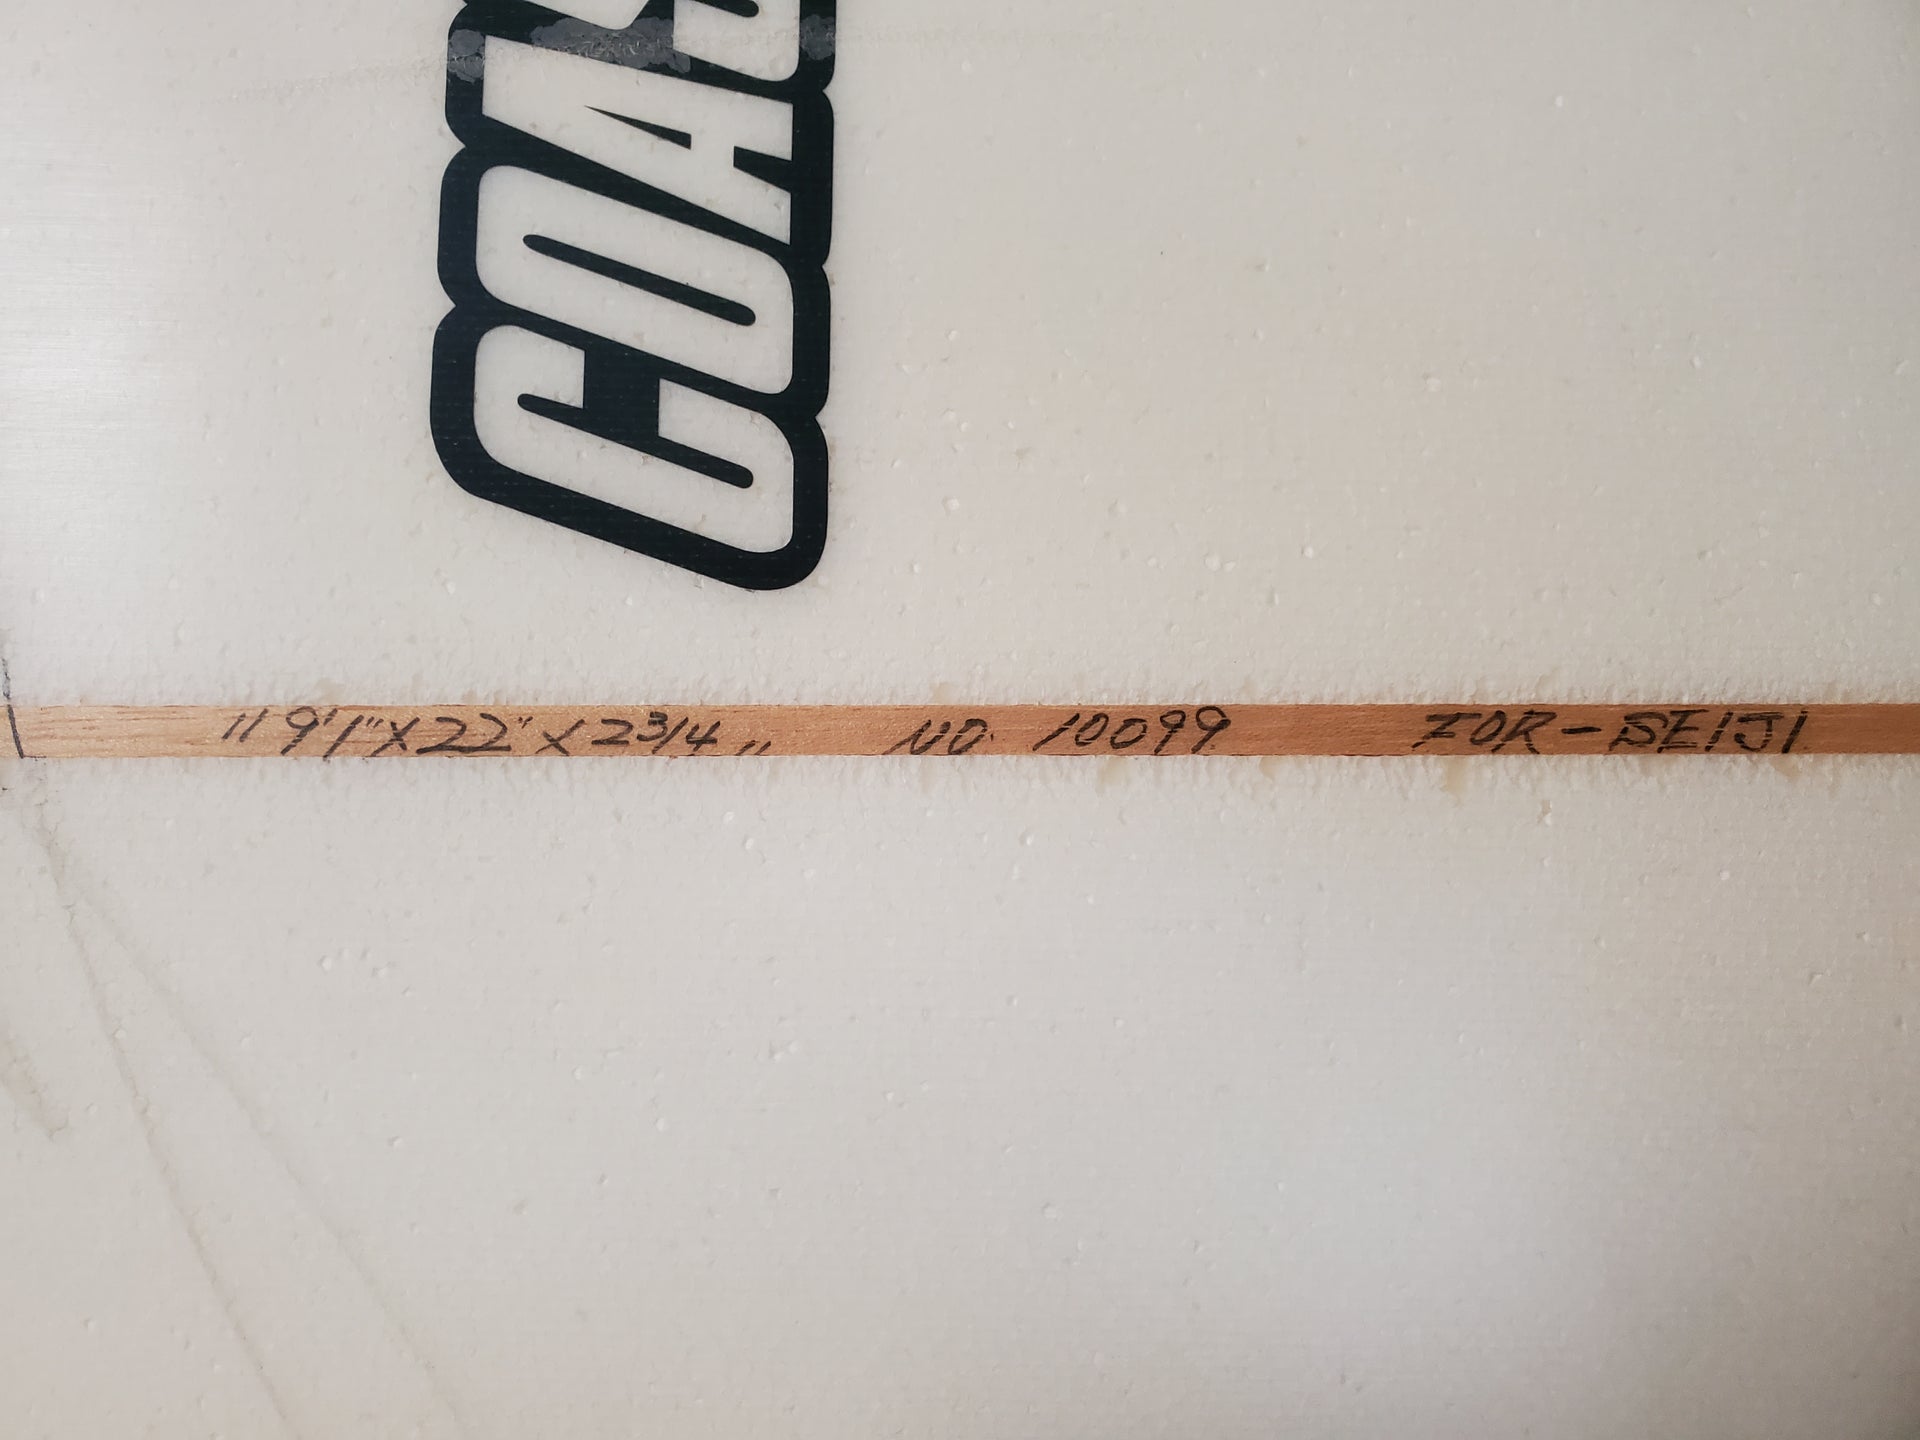 COAS
"9'1" X 22" X 2 3/4" NO. 10099 FOR - SEIJI